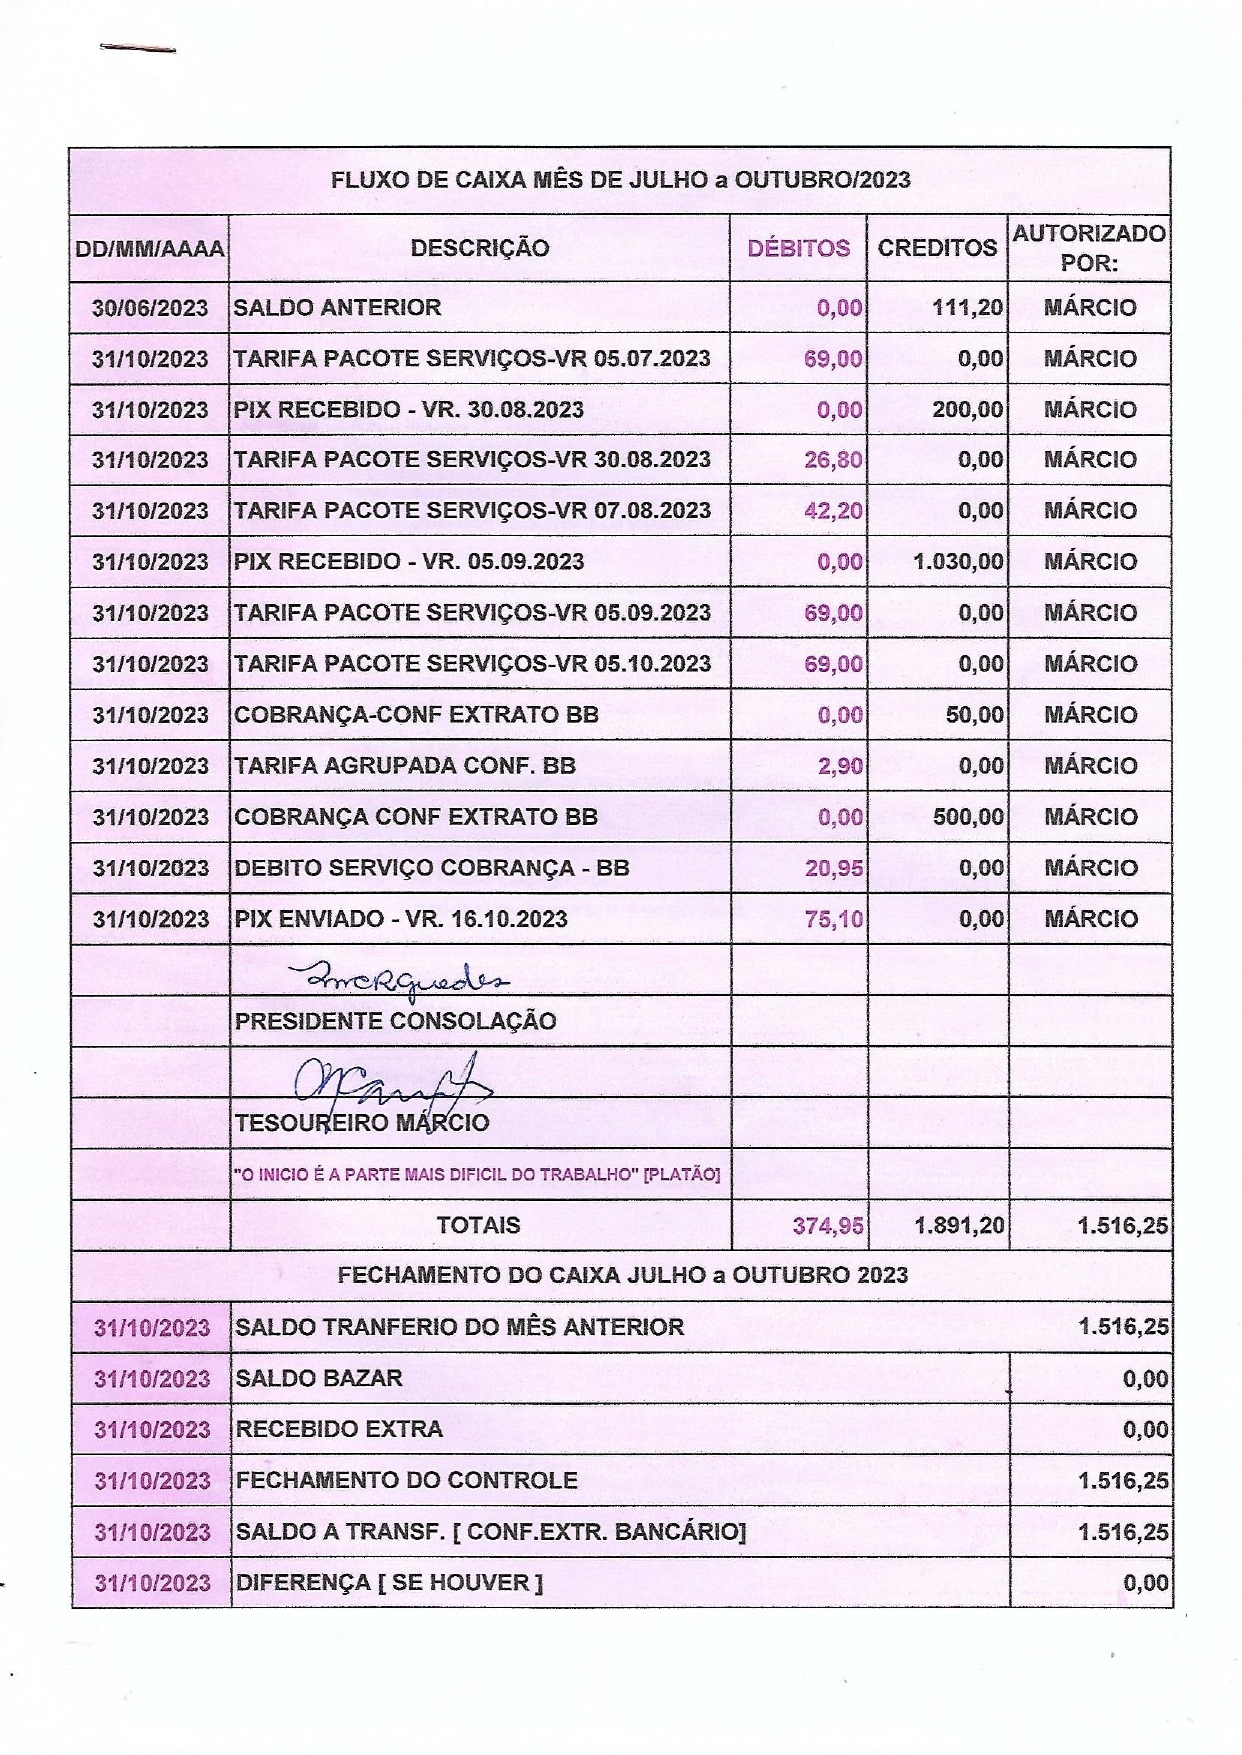 FLUXO DE CAIXA MÊS DE JULHO a OUTUBRO/2023
DD/MM/AAAA DESCRIÇÃO DÉBITOS CREDITOS AUTORIZADO POR:
30/06/2023 SALDO ANTERIOR 0,00 111,20 MÁRCIO
31/10/2023 TARIFA PACOTE SERVIÇOS-VR 05.07.2023 69,00 0,00 MÁRCIO
31/10/2023 PIX RECEBIDO - VR. 30.08.2023 0,00 200,00 MÁRCIO
31/10/2023 TARIFA PACOTE SERVIÇOS-VR 30.08.2023 26,80 0,00 MÁRCIO
31/10/2023 TARIFA PACOTE SERVIÇOS-VR 07.08.2023 42,20 0,00 MÁRCIO
31/10/2023 PIX RECEBIDO - VR. 05.09.2023 0,00 1.030,00 MÁRCIO
31/10/2023 TARIFA PACOTE SERVIÇOS-VR 05.09.2023 69,00 0,00 MÁRCIO
31/10/2023 TARIFA PACOTE SERVIÇOS-VR 05.10.2023 69,00 0,00 MÁRCIO
31/10/2023 COBRANÇA-CONF EXTRATO BB 0,00 50,00 MÁRCIO
31/10/2023 TARIFA AGRUPADA CONF. BB 2,90 0,00 MÁRCIO
31/10/2023 COBRANÇA CONF EXTRATO BB 0,00 500,00 MÁRCIO
31/10/2023 DEBITO SERVIÇO COBRANÇA - BB 20,95 0,00 MÁRCIO
31/10/2023 PIX ENVIADO - VR. 16.10.2023 75,10 0,00 MÁRCIO
PRESIDENTE CONSOLAÇÃO
TESOUREIRO MÁRCIO
"O INICIO É A PARTE MAIS DIFICIL DO TRABALHO" [PLATÃO]
TOTAIS 374,95 1.891,20 1.516,25
FECHAMENTO DO CAIXA JULHO a OUTUBRO 2023
31/10/2023 SALDO TRANFERIO DO MÊS ANTERIOR 1.516,25
31/10/2023 SALDO BAZAR 0,00
31/10/2023 RECEBIDO EXTRA 0,00
31/10/2023 FECHAMENTO DO CONTROLE 1.516,25
31/10/2023 SALDO A TRANSF. [ CONF.EXTR. BANCÁRIO] 1.516,25
31/10/2023 DIFERENÇA [ SE HOUVER ] 0,00